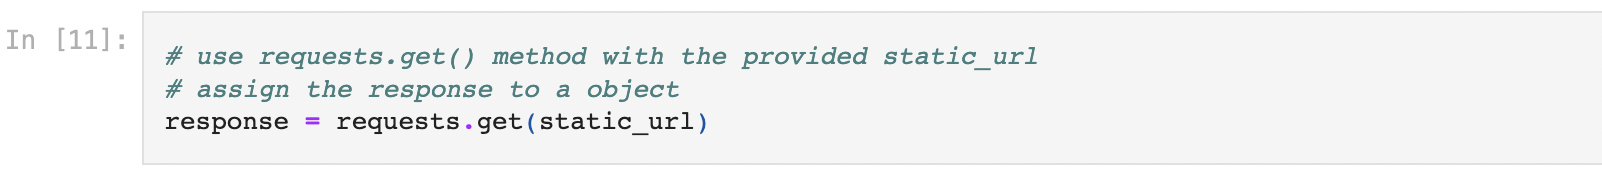 In [11]:
# use requests.get() method with the provided static_url
# assign the response to a object
response = requests.get(static_url)